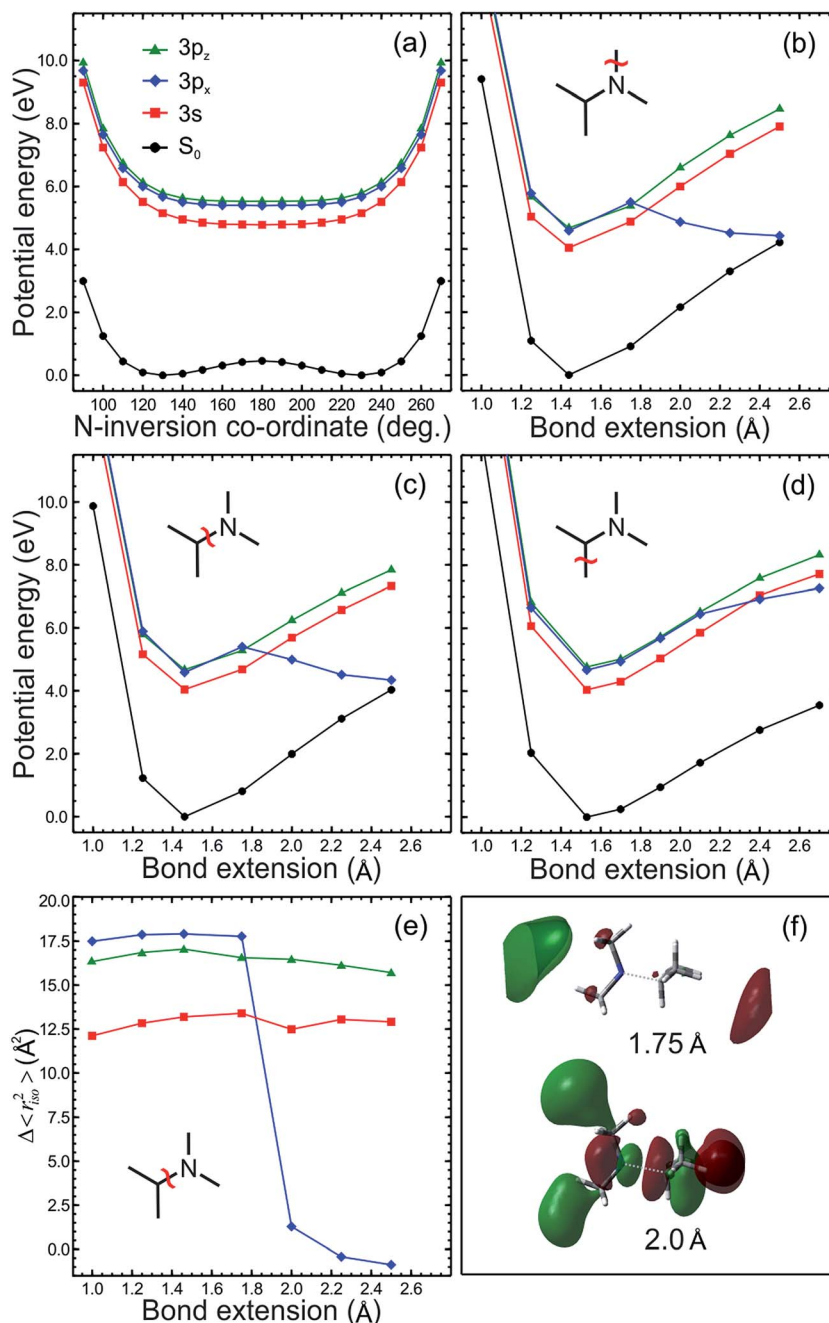 (a)
3p_z
3p_x
3s
S_0
Potential energy (eV)
10.0
8.0
6.0
4.0
2.0
0.0
100 120 140 160 180 200 220 240 260
N-inversion co-ordinate (deg.)
(b)
N
1.0 1.2 1.4 1.6 1.8 2.0 2.2 2.4 2.6
Bond extension (Å)
(c)
N
Potential energy (eV)
10.0
8.0
6.0
4.0
2.0
0.0
1.0 1.2 1.4 1.6 1.8 2.0 2.2 2.4 2.6
Bond extension (Å)
(d)
N
1.0 1.2 1.4 1.6 1.8 2.0 2.2 2.4 2.6
Bond extension (Å)
(e)
Δ<r²_iso> (Å²)
20.0
17.5
15.0
12.5
10.0
7.5
5.0
2.5
0.0
N
1.0 1.2 1.4 1.6 1.8 2.0 2.2 2.4 2.6
Bond extension (Å)
(f)
1.75 Å
2.0 Å